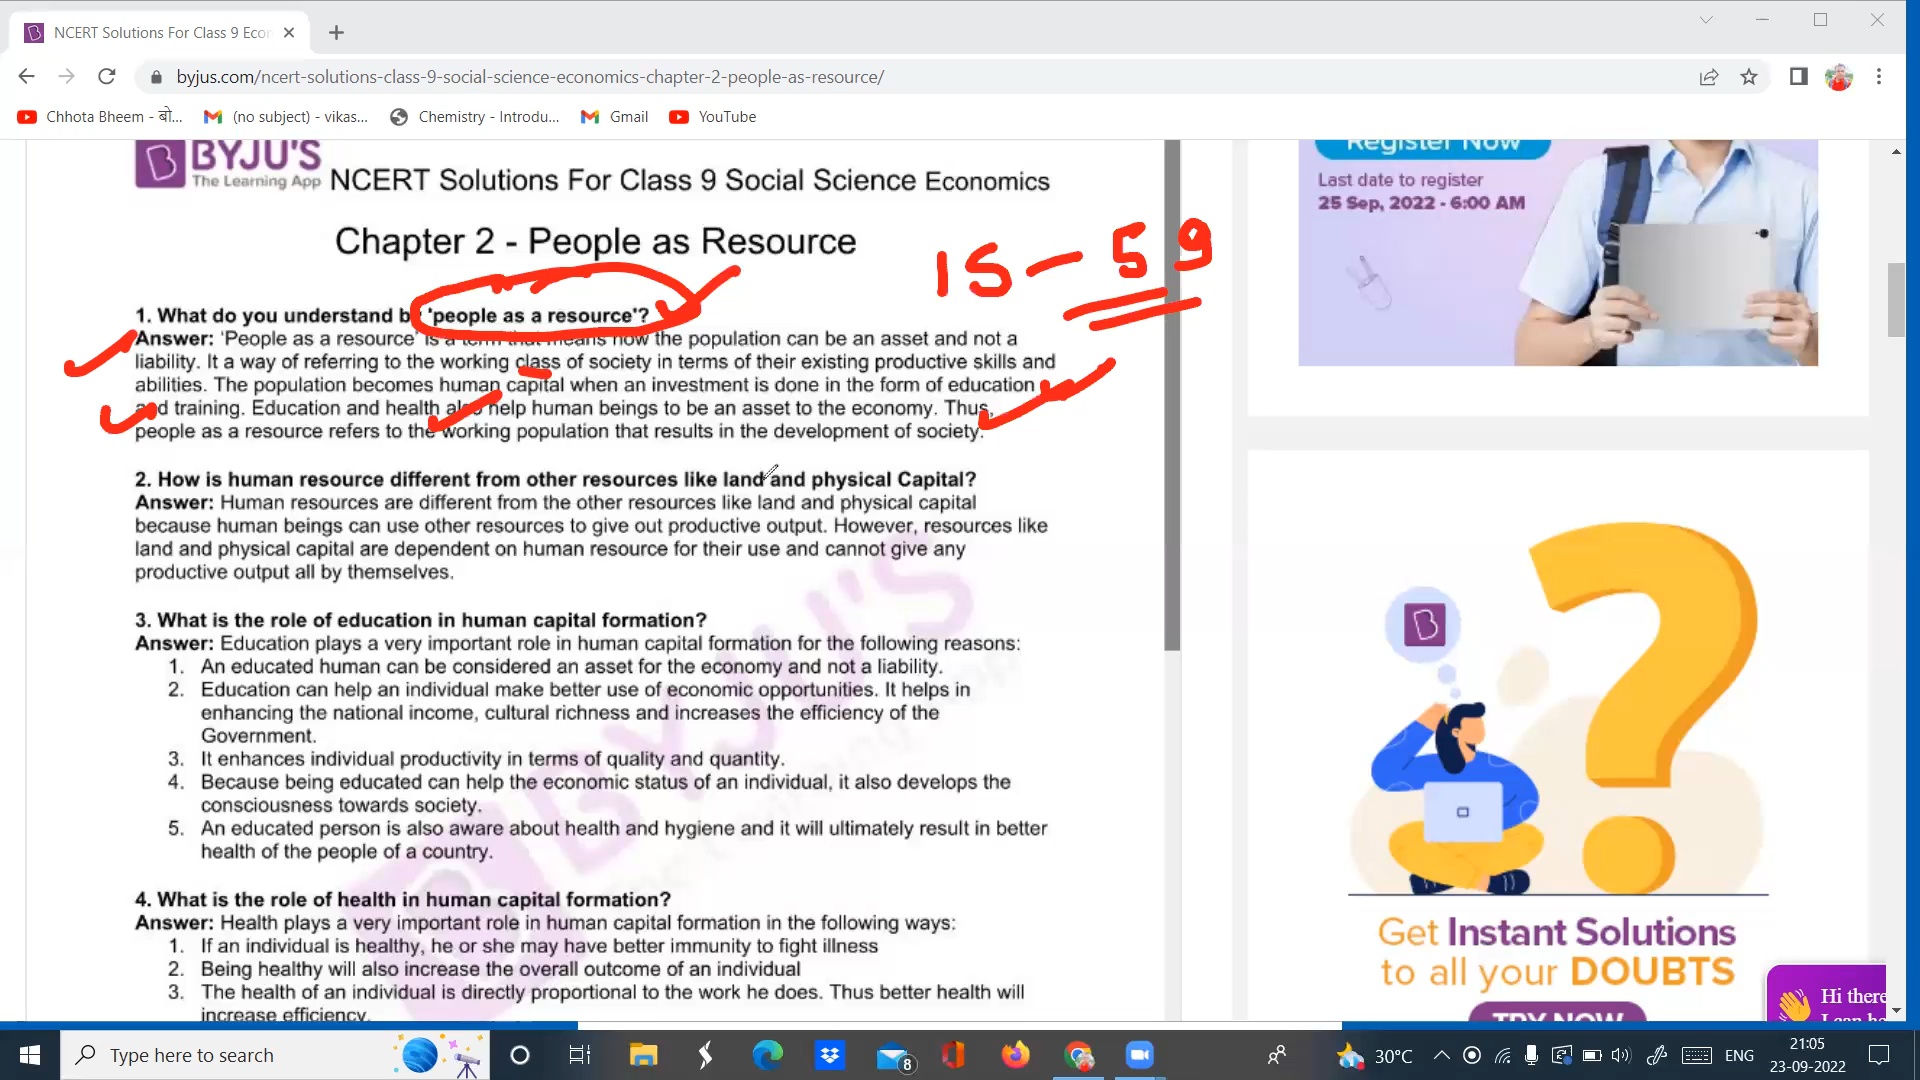 NCERT Solutions For Class 9 Econ
byjus.com/ncert-solutions-class-9-social-science-economics-chapter-2-people-as-resource/
Chhota Bheem - बो... (no subject) - vikas... Chemistry - Introdu... Gmail YouTube
BYJU'S
The Learning App
NCERT Solutions For Class 9 Social Science Economics
Chapter 2 - People as Resource
15 - 59
1. What do you understand by 'people as a resource'?
Answer: 'People as a resource' is a term that means how the population can be an asset and not a
liability. It a way of referring to the working class of society in terms of their existing productive skills and
abilities. The population becomes human capital when an investment is done in the form of education
and training. Education and health also help human beings to be an asset to the economy. Thus,
people as a resource refers to the working population that results in the development of society.
2. How is human resource different from other resources like land and physical Capital?
Answer: Human resources are different from the other resources like land and physical capital
because human beings can use other resources to give out productive output. However, resources like
land and physical capital are dependent on human resource for their use and cannot give any
productive output all by themselves.
3. What is the role of education in human capital formation?
Answer: Education plays a very important role in human capital formation for the following reasons:
1. An educated human can be considered an asset for the economy and not a liability.
2. Education can help an individual make better use of economic opportunities. It helps in
enhancing the national income, cultural richness and increases the efficiency of the
Government.
3. It enhances individual productivity in terms of quality and quantity.
4. Because being educated can help the economic status of an individual, it also develops the
consciousness towards society.
5. An educated person is also aware about health and hygiene and it will ultimately result in better
health of the people of a country.
4. What is the role of health in human capital formation?
Answer: Health plays a very important role in human capital formation in the following ways:
1. If an individual is healthy, he or she may have better immunity to fight illness
2. Being healthy will also increase the overall outcome of an individual
3. The health of an individual is directly proportional to the work he does. Thus better health will
increase efficiency.
BYJU'S
Register Now
Last date to register
25 Sep, 2022 - 6:00 AM
Get Instant Solutions
to all your DOUBTS
TRY NOW
Hi there
Type here to search
8
30°C
ENG
21:05
23-09-2022